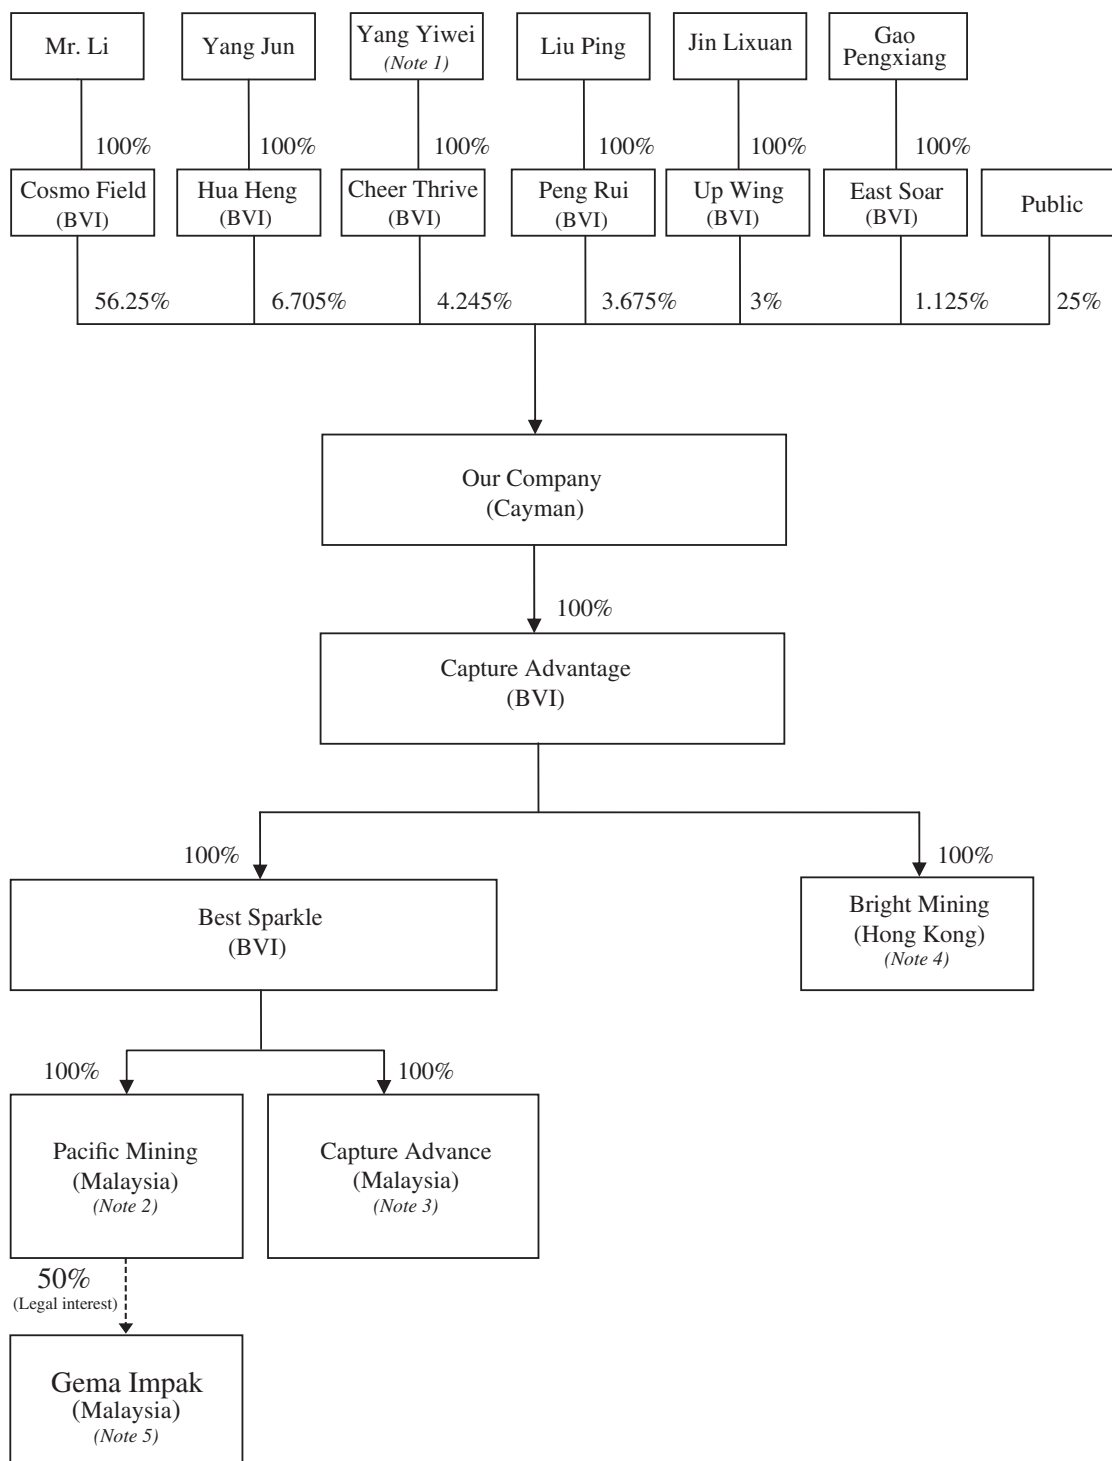 Mr. Li
Yang Jun
Yang Yiwei
(Note 1)
Liu Ping
Jin Lixuan
Gao
Pengxiang
100%
100%
100%
100%
100%
100%
Cosmo Field
(BVI)
Hua Heng
(BVI)
Cheer Thrive
(BVI)
Peng Rui
(BVI)
Up Wing
(BVI)
East Soar
(BVI)
Public
56.25%
6.705%
4.245%
3.675%
3%
1.125%
25%
Our Company
(Cayman)
100%
Capture Advantage
(BVI)
100%
100%
Best Sparkle
(BVI)
Bright Mining
(Hong Kong)
(Note 4)
100%
100%
Pacific Mining
(Malaysia)
(Note 2)
Capture Advance
(Malaysia)
(Note 3)
50%
(Legal interest)
Gema Impak
(Malaysia)
(Note 5)